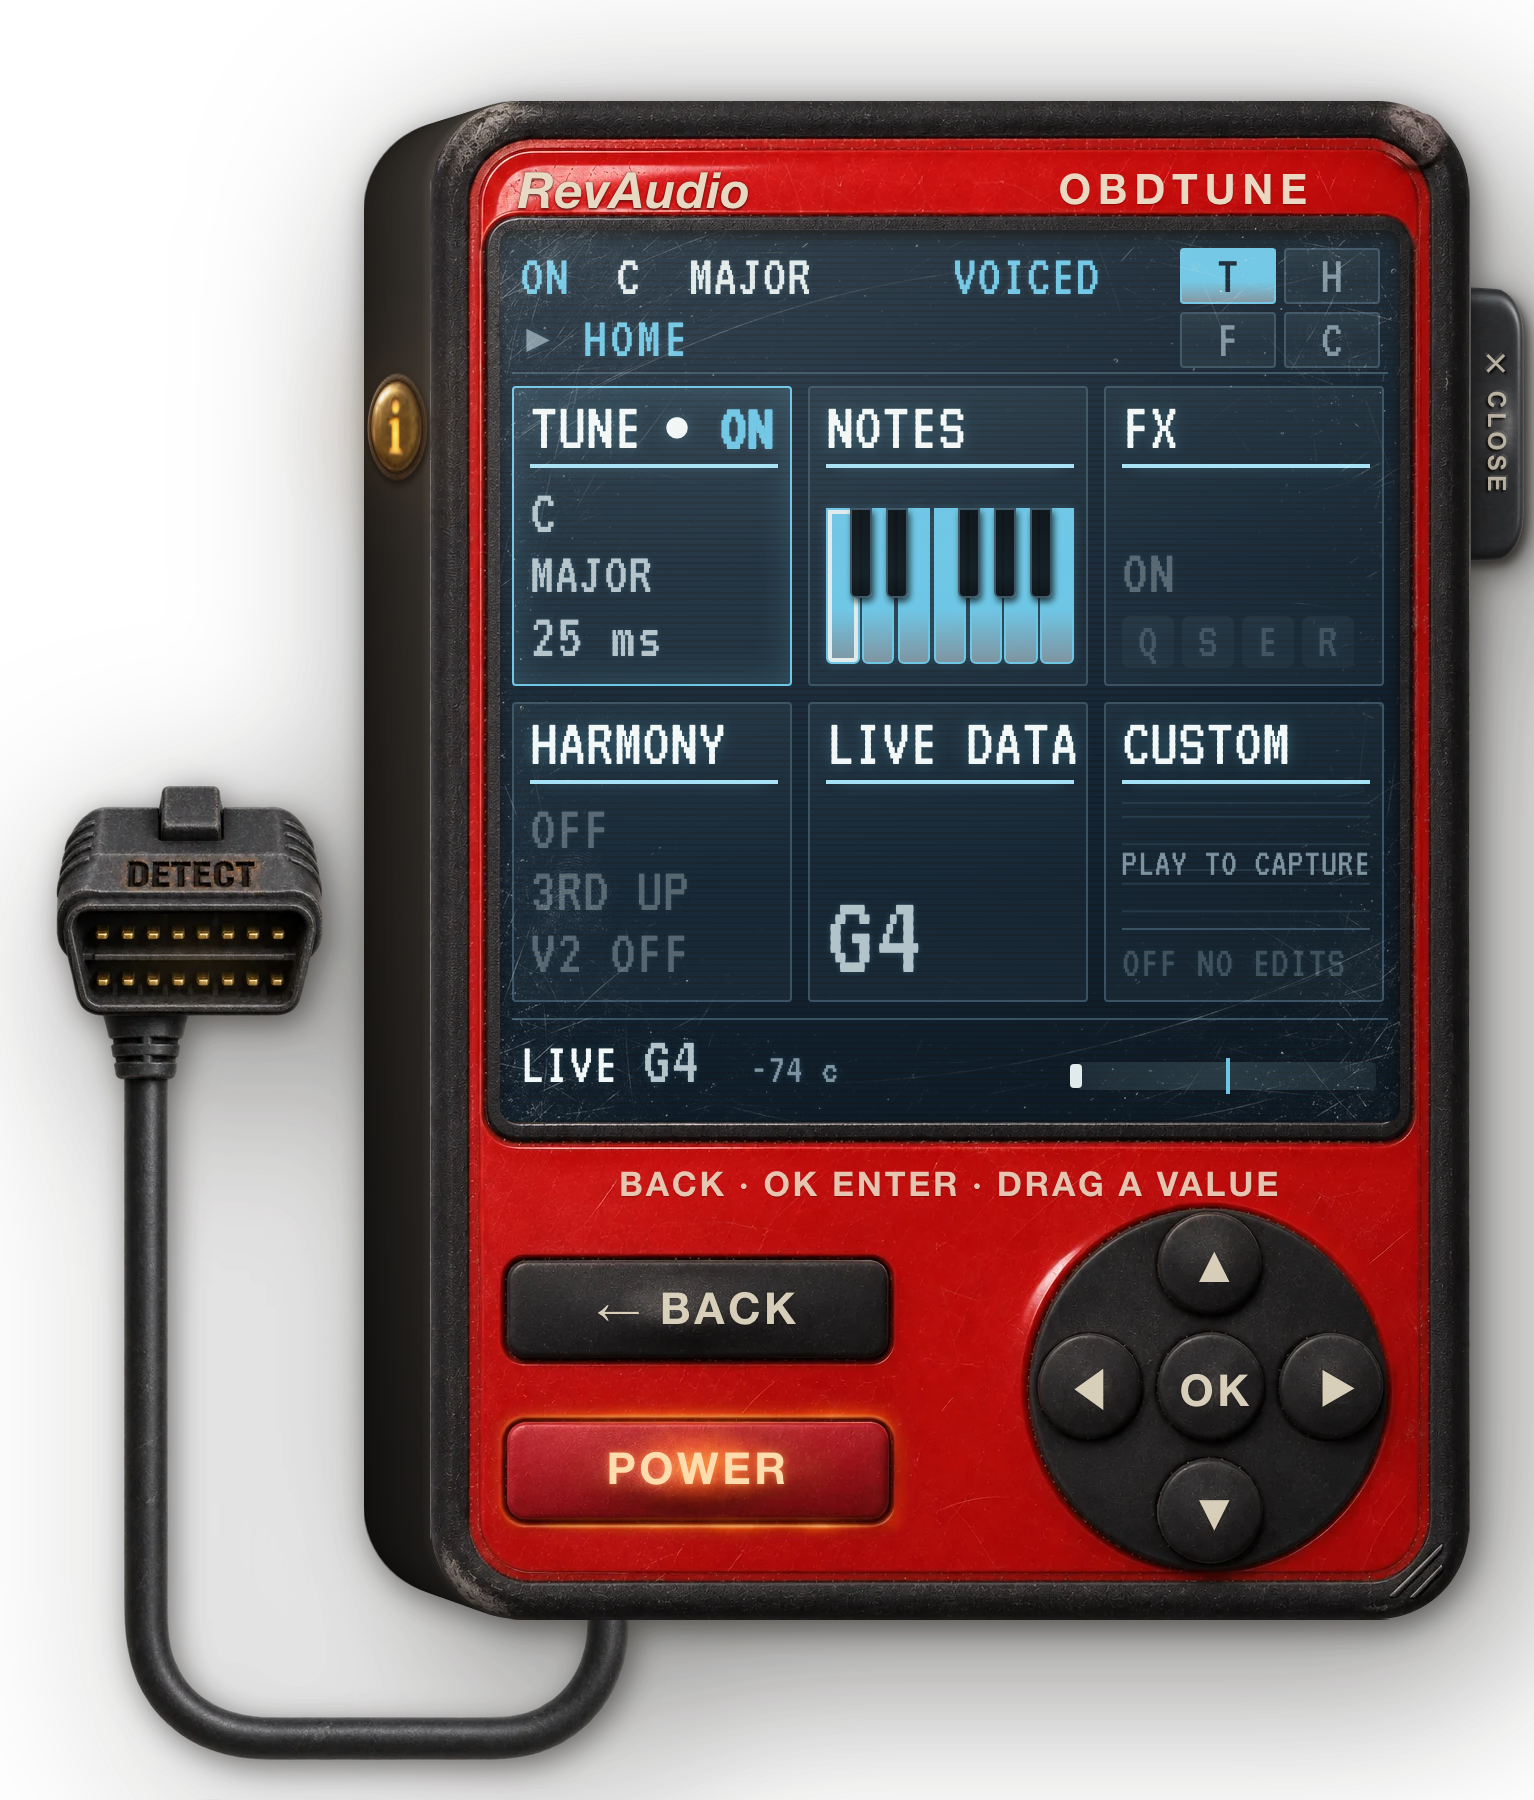 RevAudio OBDTUNE
ON C MAJOR VOICED T H
▶ HOME F C
i
× CLOSE
TUNE • ON
C
MAJOR
25 ms
NOTES
FX
ON
Q S E R
HARMONY
OFF
3RD UP
V2 OFF
LIVE DATA
G4
CUSTOM
PLAY TO CAPTURE
OFF NO EDITS
DETECT
LIVE G4 -74 c
BACK · OK ENTER · DRAG A VALUE
← BACK
▲
◀ OK ▶
▼
POWER